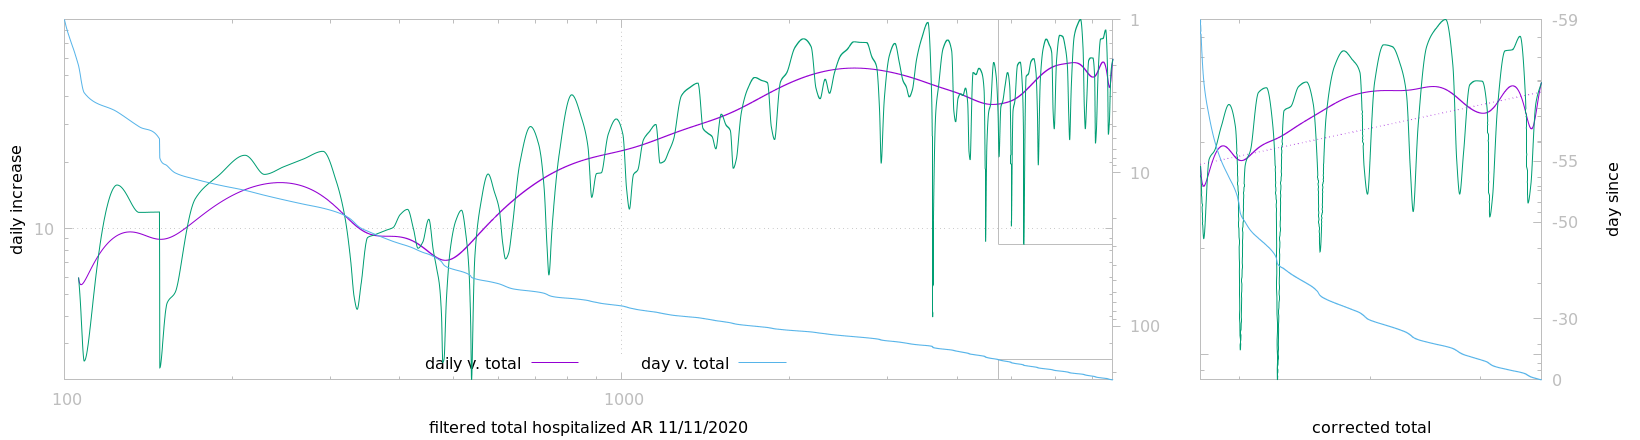 daily increase
10
100
1000
1
10
100
daily v. total
day v. total
filtered total hospitalized AR 11/11/2020
-59
-55
-50
-30
0
day since
corrected total